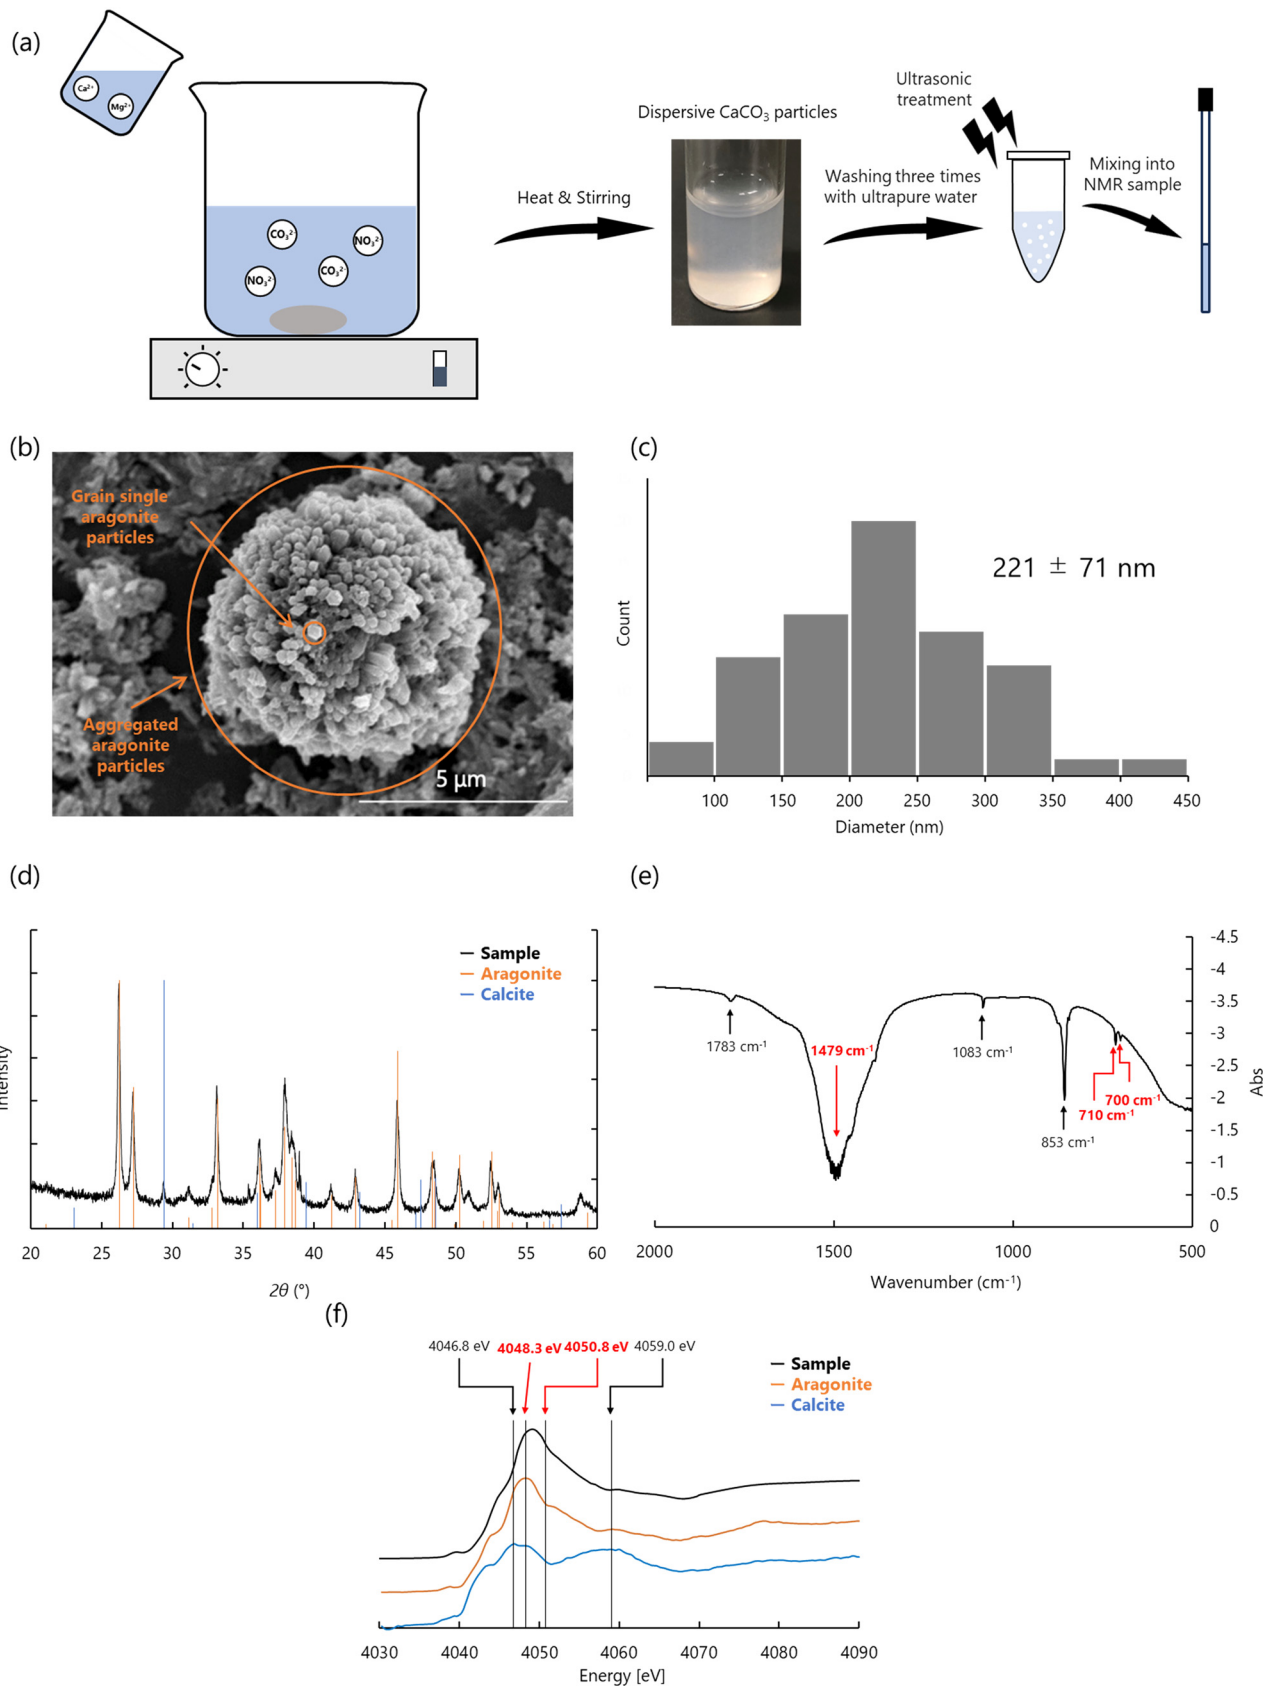 (a)
Ca²⁺
Mg²⁺
CO₃²⁻
NO₃²⁻
NO₃²⁻
CO₃²⁻
Heat & Stirring
Dispersive CaCO₃ particles
Washing three times
with ultrapure water
Ultrasonic
treatment
Mixing into
NMR sample
(b)
Grain single
aragonite
particles
Aggregated
aragonite
particles
5 μm
(c)
Count
221 ± 71 nm
100 150 200 250 300 350 400 450
Diameter (nm)
(d)
Intensity
Sample
Aragonite
Calcite
20 25 30 35 40 45 50 55 60
2θ (°)
(e)
1783 cm⁻¹
1479 cm⁻¹
1083 cm⁻¹
853 cm⁻¹
700 cm⁻¹
710 cm⁻¹
-4.5
-4
-3.5
-3
-2.5
-2
-1.5
-1
-0.5
0
Abs
2000 1500 1000 500
Wavenumber (cm⁻¹)
(f)
4046.8 eV 4048.3 eV 4050.8 eV 4059.0 eV
Sample
Aragonite
Calcite
4030 4040 4050 4060 4070 4080 4090
Energy [eV]